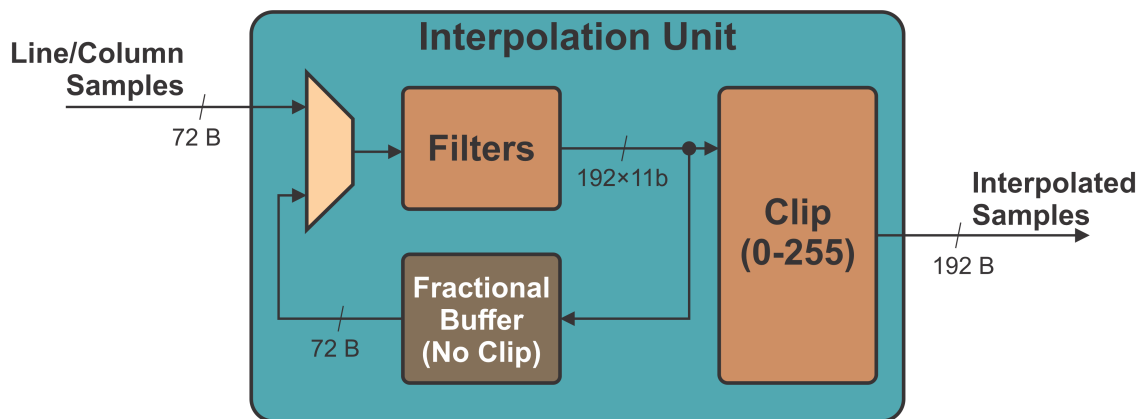 Interpolation Unit
Line/Column
Samples
72 B
Filters
192×11b
Clip
(0-255)
Interpolated
Samples
192 B
Fractional
Buffer
(No Clip)
72 B